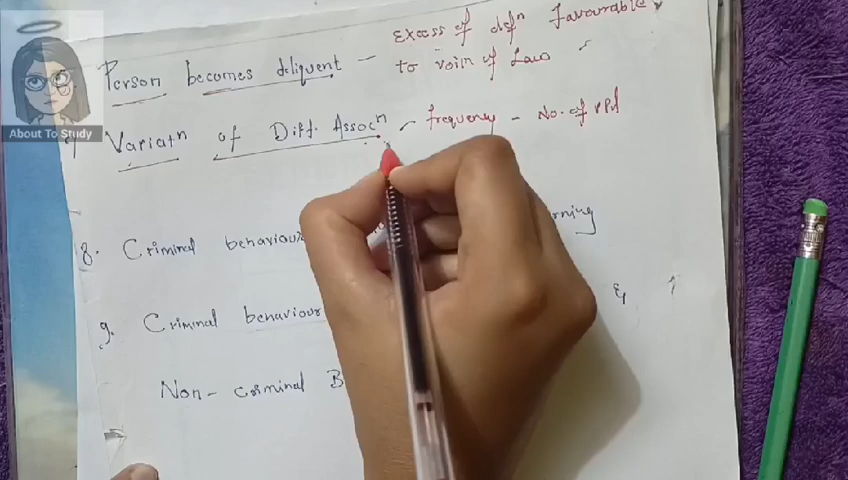 About To Study
Person becomes deliquent - Excess of defn favourable
to voilm of Law
Variatn of Diff. Assocn - frequency - No. of
8. Criminal behaviour
9. Criminal behaviour &
Non-criminal B